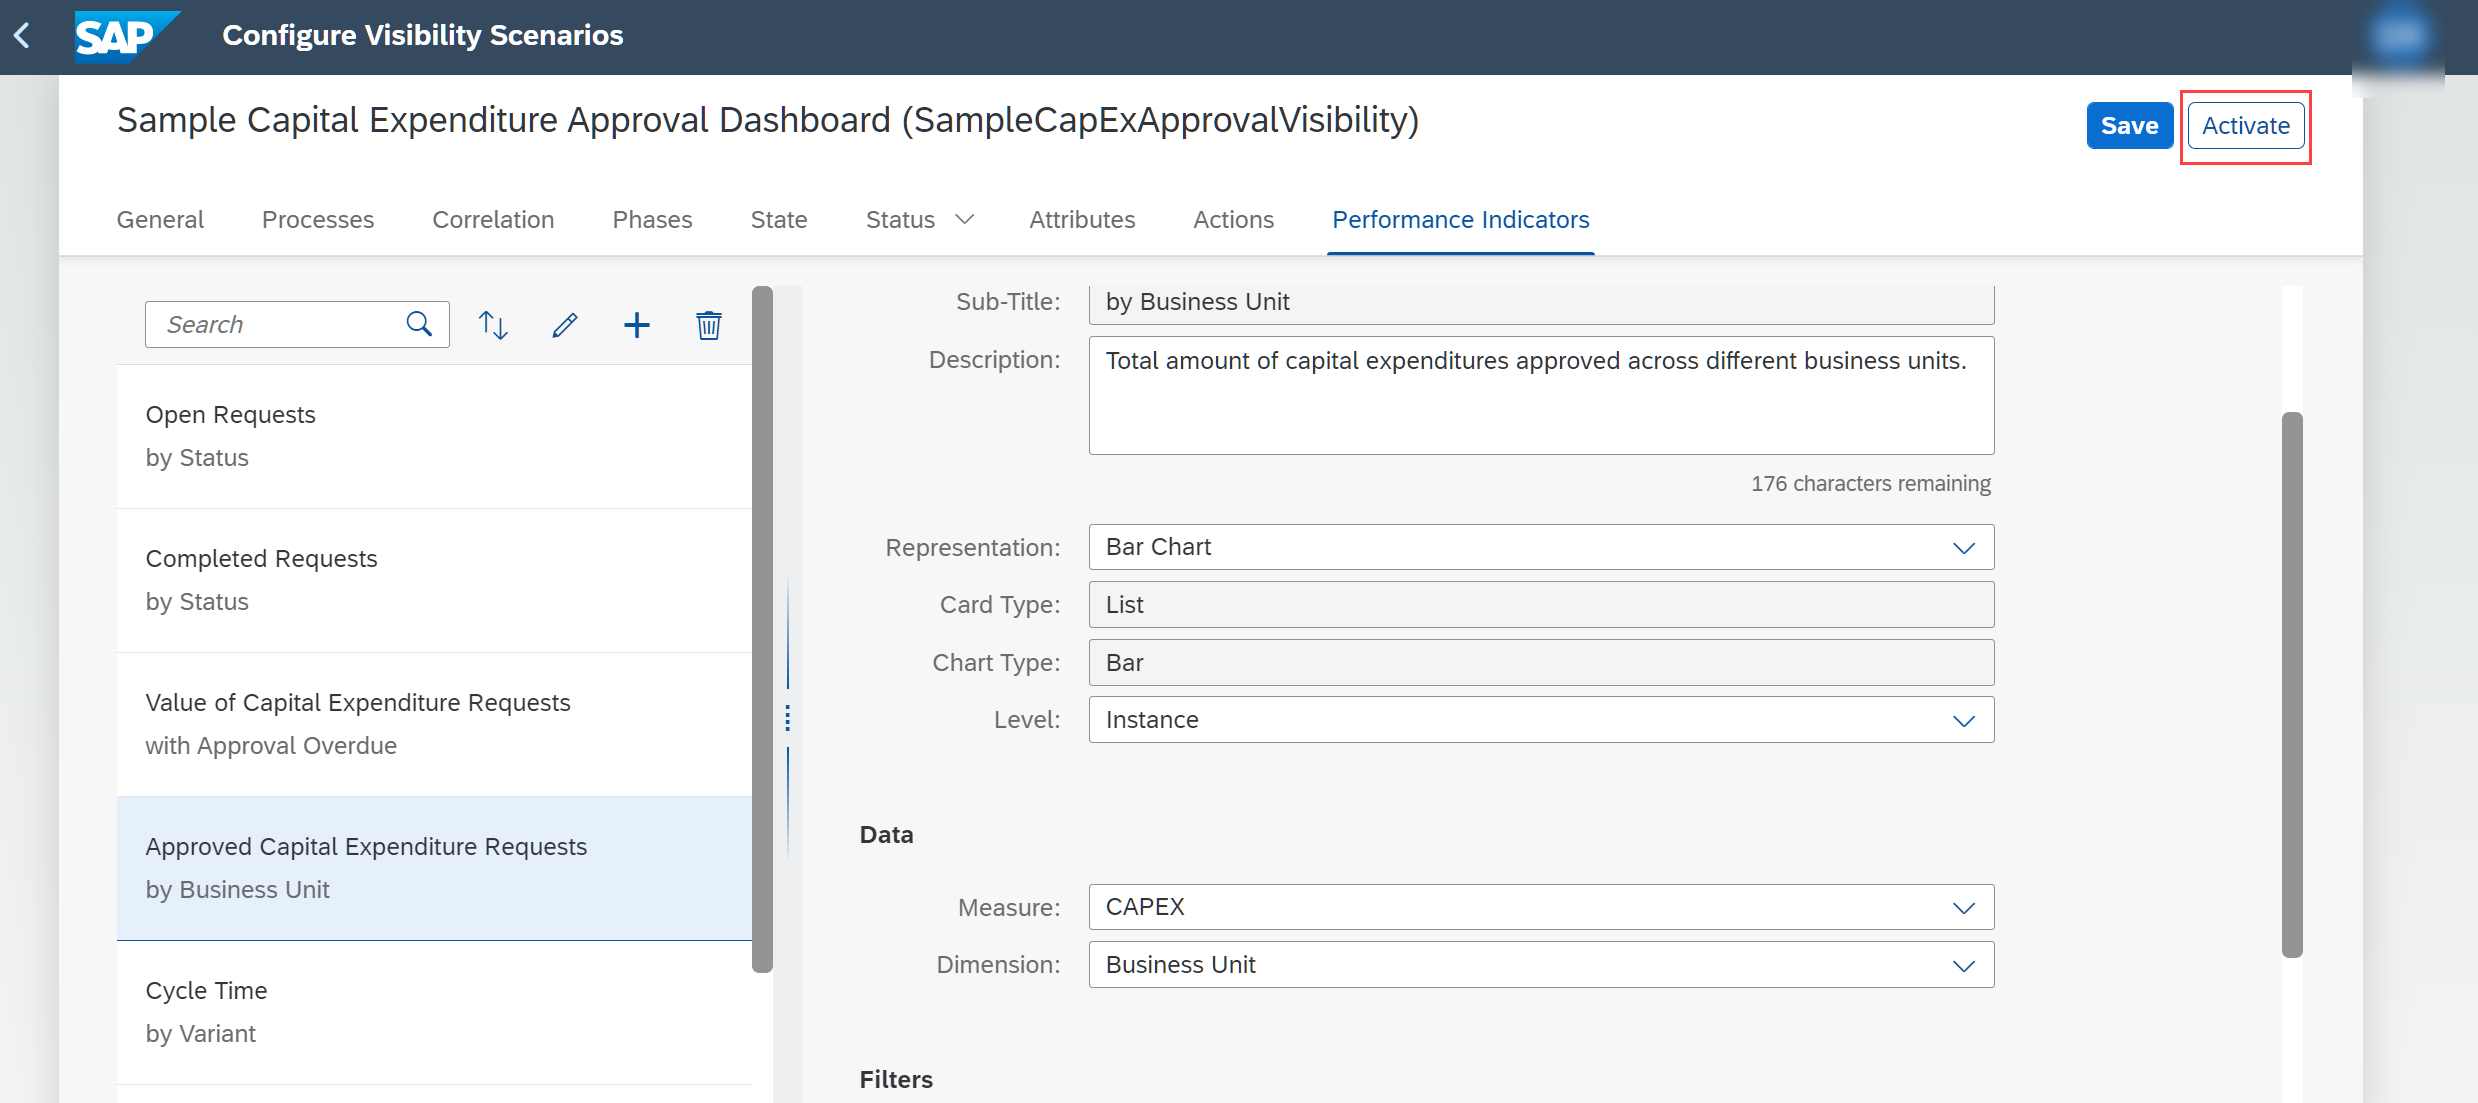 SAP Configure Visibility Scenarios
Sample Capital Expenditure Approval Dashboard (SampleCapExApprovalVisibility)
Save Activate
General Processes Correlation Phases State Status Attributes Actions Performance Indicators
Search
Open Requests
by Status
Completed Requests
by Status
Value of Capital Expenditure Requests
with Approval Overdue
Approved Capital Expenditure Requests
by Business Unit
Cycle Time
by Variant
Sub-Title: by Business Unit
Description: Total amount of capital expenditures approved across different business units.
176 characters remaining
Representation: Bar Chart
Card Type: List
Chart Type: Bar
Level: Instance
Data
Measure: CAPEX
Dimension: Business Unit
Filters